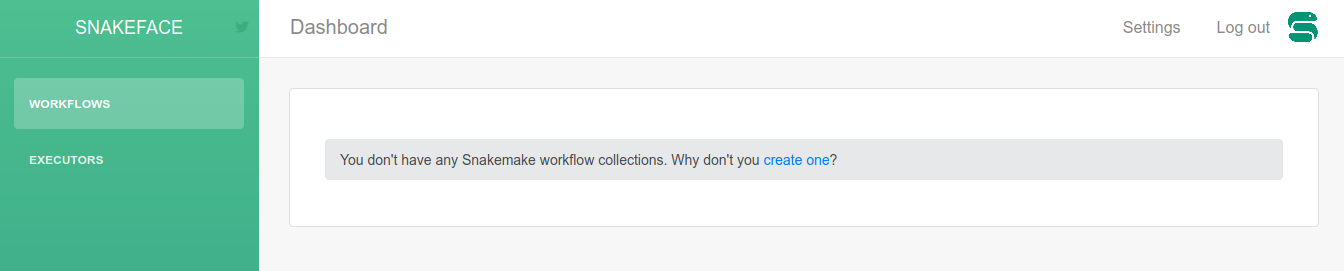 SNAKEFACE
Dashboard
Settings
Log out
WORKFLOWS
EXECUTORS
You don't have any Snakemake workflow collections. Why don't you create one?